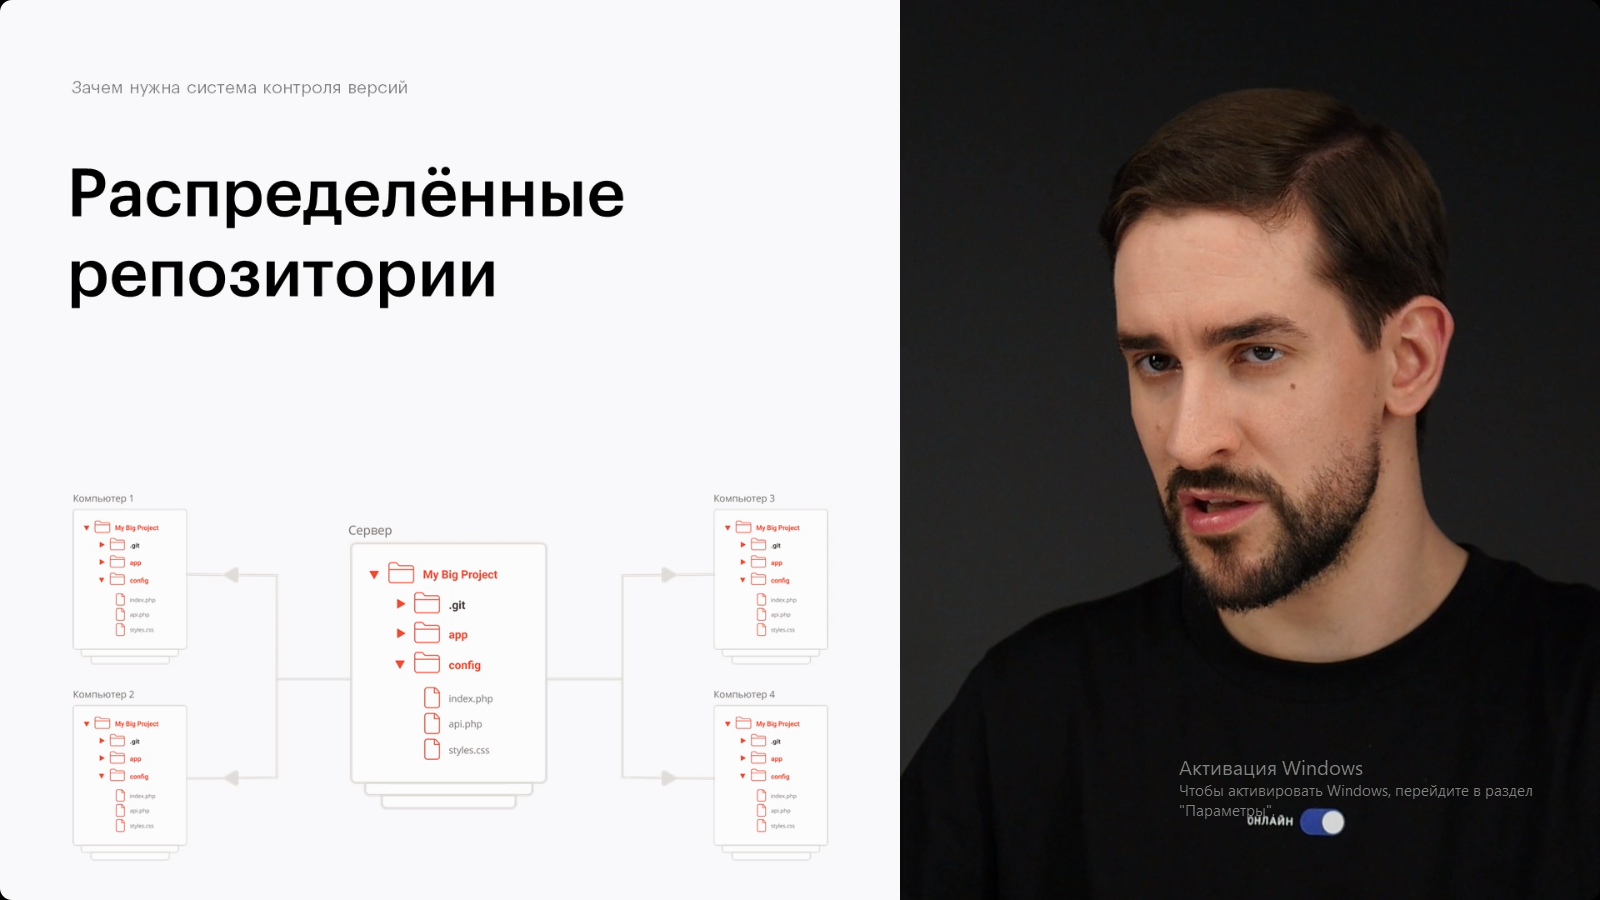 Зачем нужна система контроля версий
Распределённые
репозитории
Компьютер 1
My Big Project
.git
app
config
index.php
api.php
styles.css
Компьютер 2
My Big Project
.git
app
config
index.php
api.php
styles.css
Сервер
My Big Project
.git
app
config
index.php
api.php
styles.css
Компьютер 3
My Big Project
.git
app
config
index.php
api.php
styles.css
Компьютер 4
My Big Project
.git
app
config
index.php
api.php
styles.css
Активация Windows
Чтобы активировать Windows, перейдите в раздел
"Параметры".
ОНЛАЙН